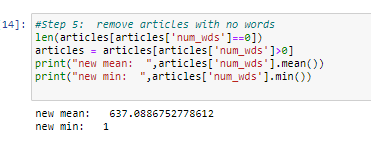 14]: #Step 5:  remove articles with no words
len(articles[articles['num_wds']==0])
articles = articles[articles['num_wds']>0]
print("new mean:  ",articles['num_wds'].mean())
print("new min:  ",articles['num_wds'].min())
new mean:   637.0886752778612
new min:   1